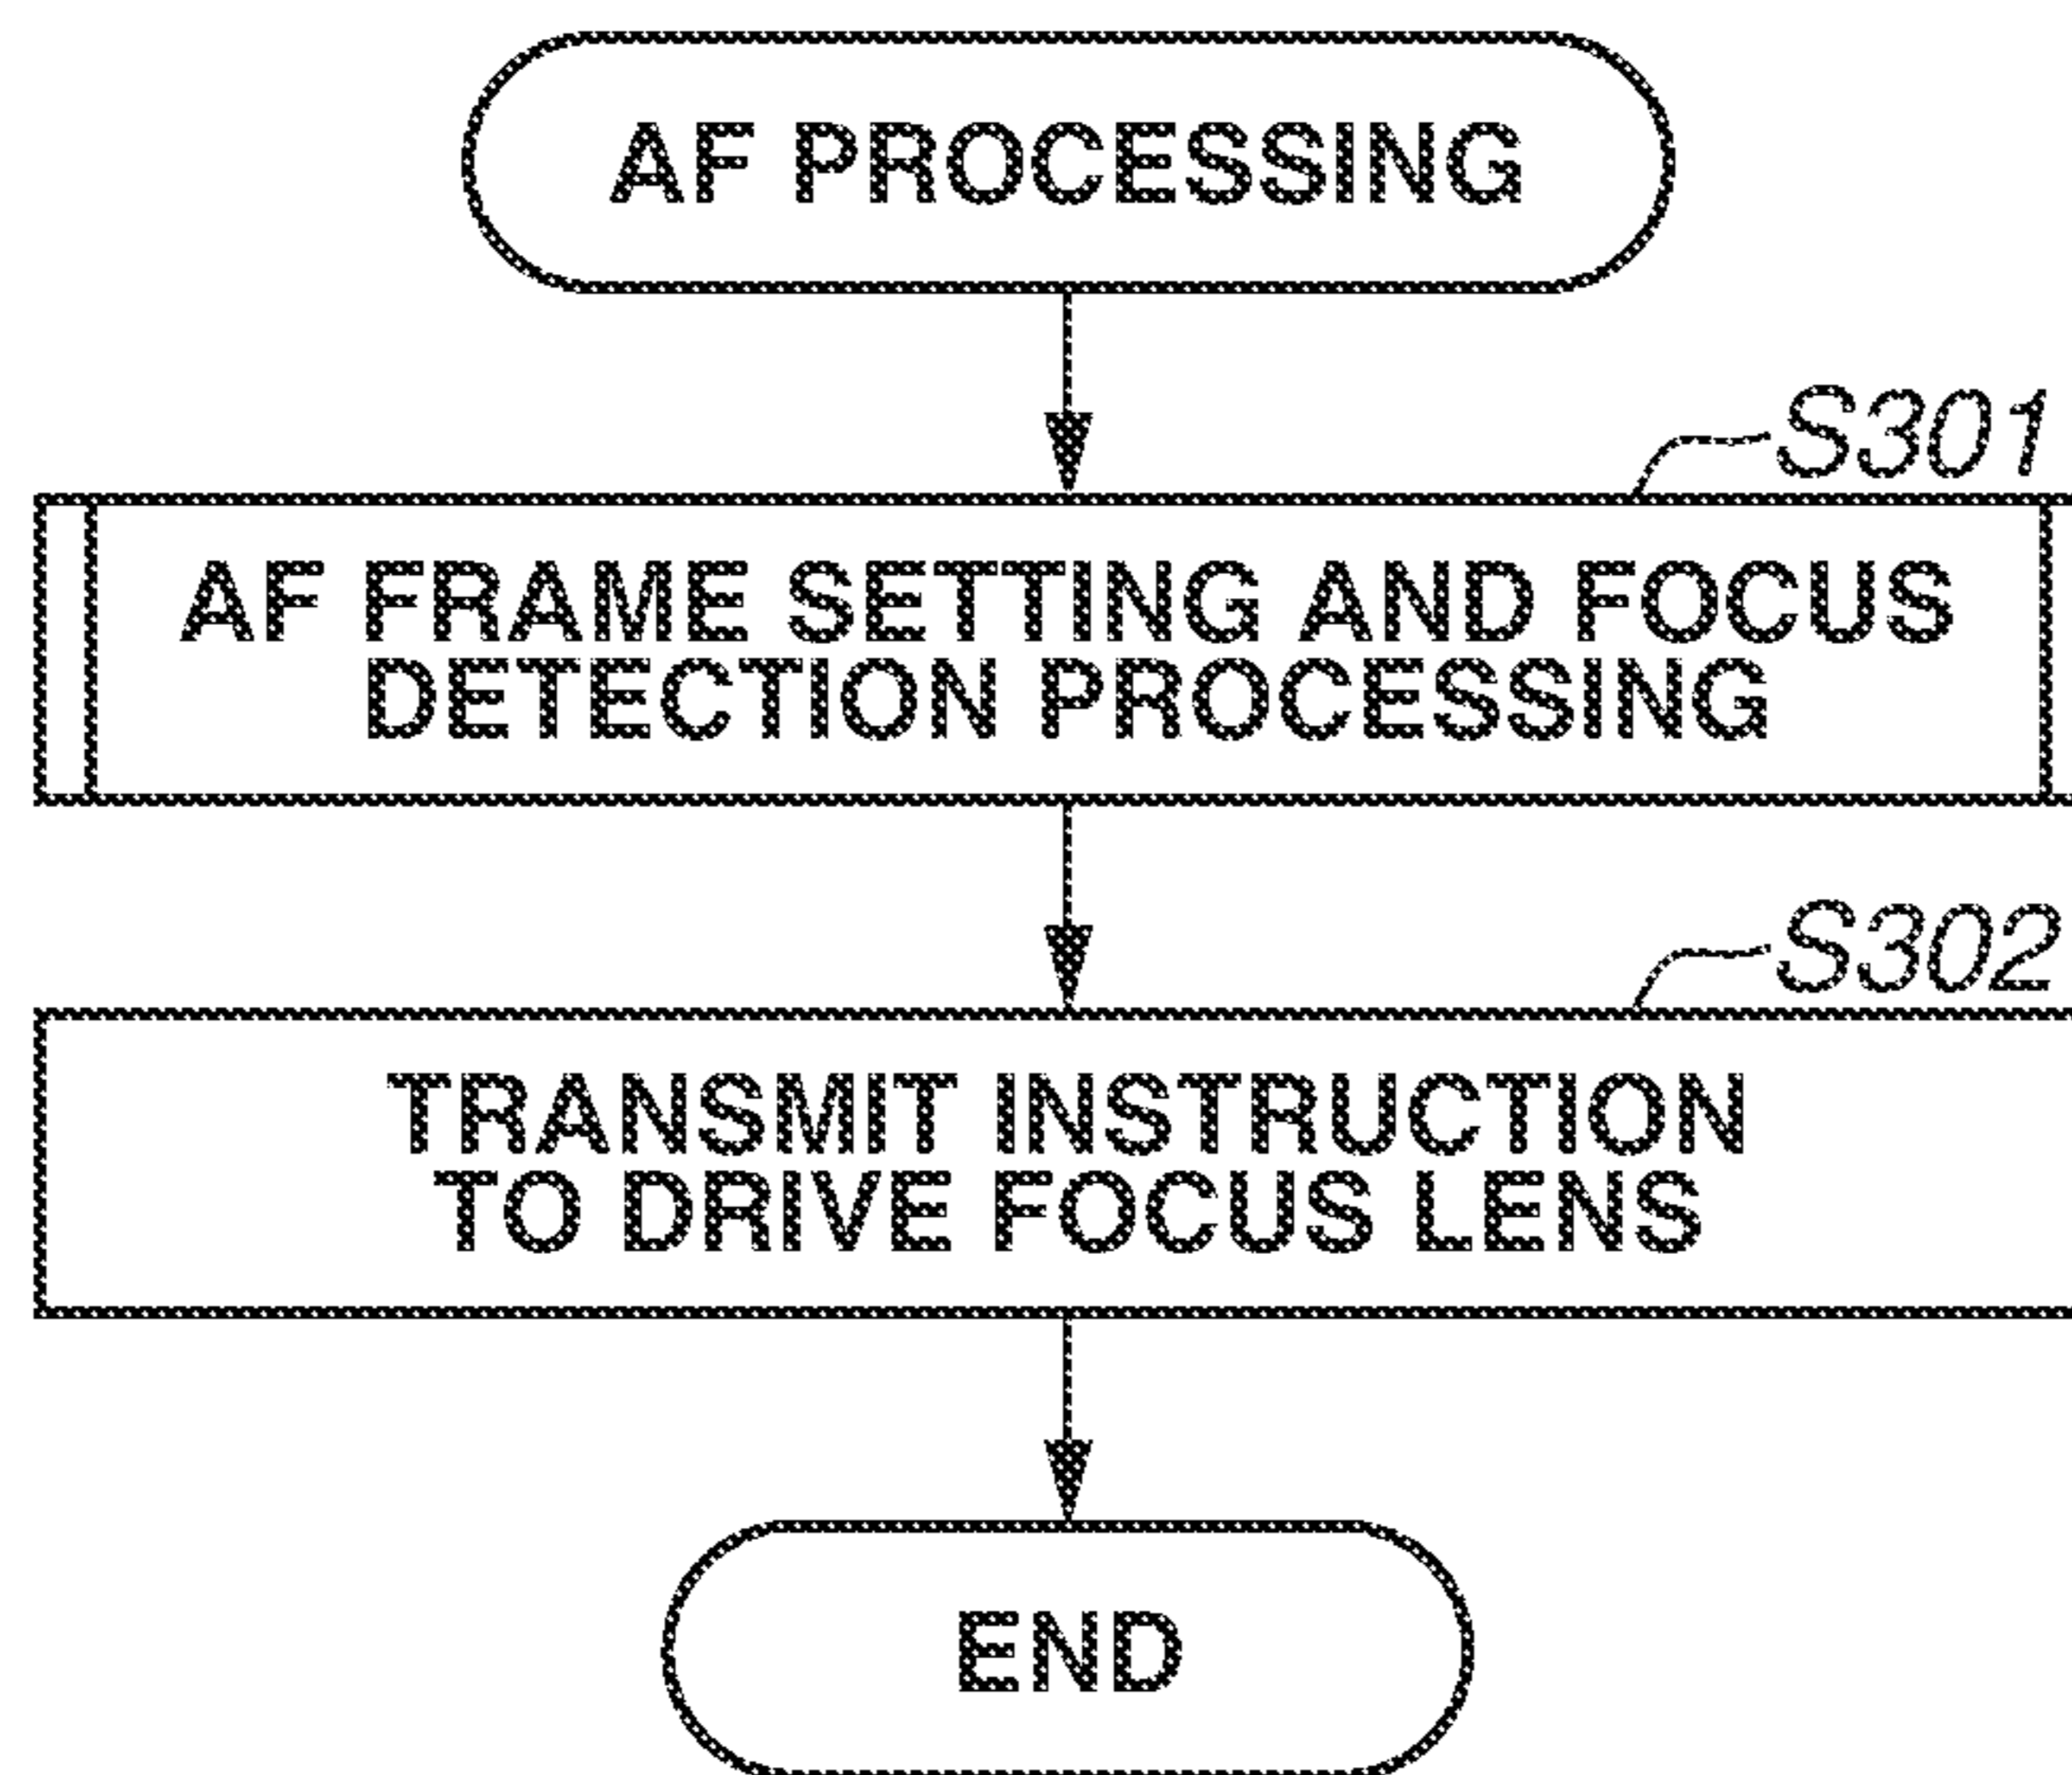 AF PROCESSING
S301
AF FRAME SETTING AND FOCUS
DETECTION PROCESSING
S302
TRANSMIT INSTRUCTION
TO DRIVE FOCUS LENS
END